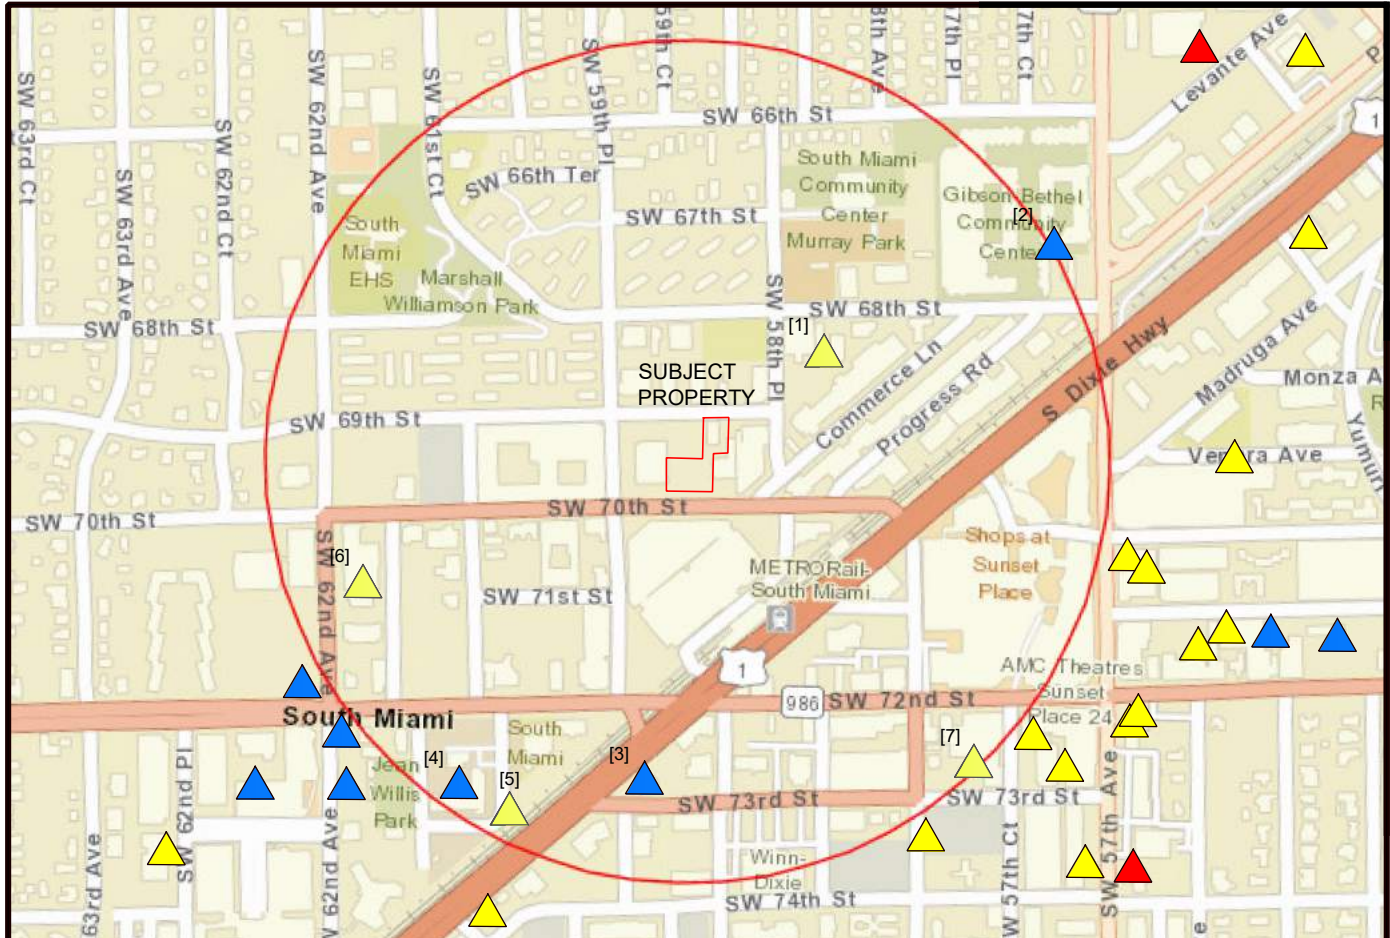 59th Ct
8th Ave
7th Pl
7th Ct
SW 63rd Ct
SW 63rd Ave
SW 62nd Ct
SW 62nd Ave
SW 61st Ct
SW 59th Pl
Levante Ave
1
SW 66th St
SW 66th Ter
South Miami
Community
Center
Murray Park
Gibson Bethel
Community
Center
[2]
SW 67th St
South
Miami
EHS
Marshall
Williamson Park
SW 68th St
SW 68th St
SW 58th Pl
[1]
S Dixie Hwy
Madruga Ave
Monza A
R
Yumuri
SUBJECT
PROPERTY
Commerce Ln
Progress Rd
SW 69th St
Venera Ave
SW 70th St
SW 70th St
[6]
SW 62nd Ave
Shops at
Sunset
Place
METRORail-
South Miami
SW 71st St
1
AMC Theatres
Sunset
Place 24
986
SW 72nd St
South Miami
South
Miami
[7]
[3]
[4]
[5]
Jean
Willis
Park
SW 73rd St
SW 73rd St
SW 62nd Pl
63rd Ave
W 62nd Ave
W 57th Ct
SW 57th Ave
Winn-
Dixie
SW 74th St
e